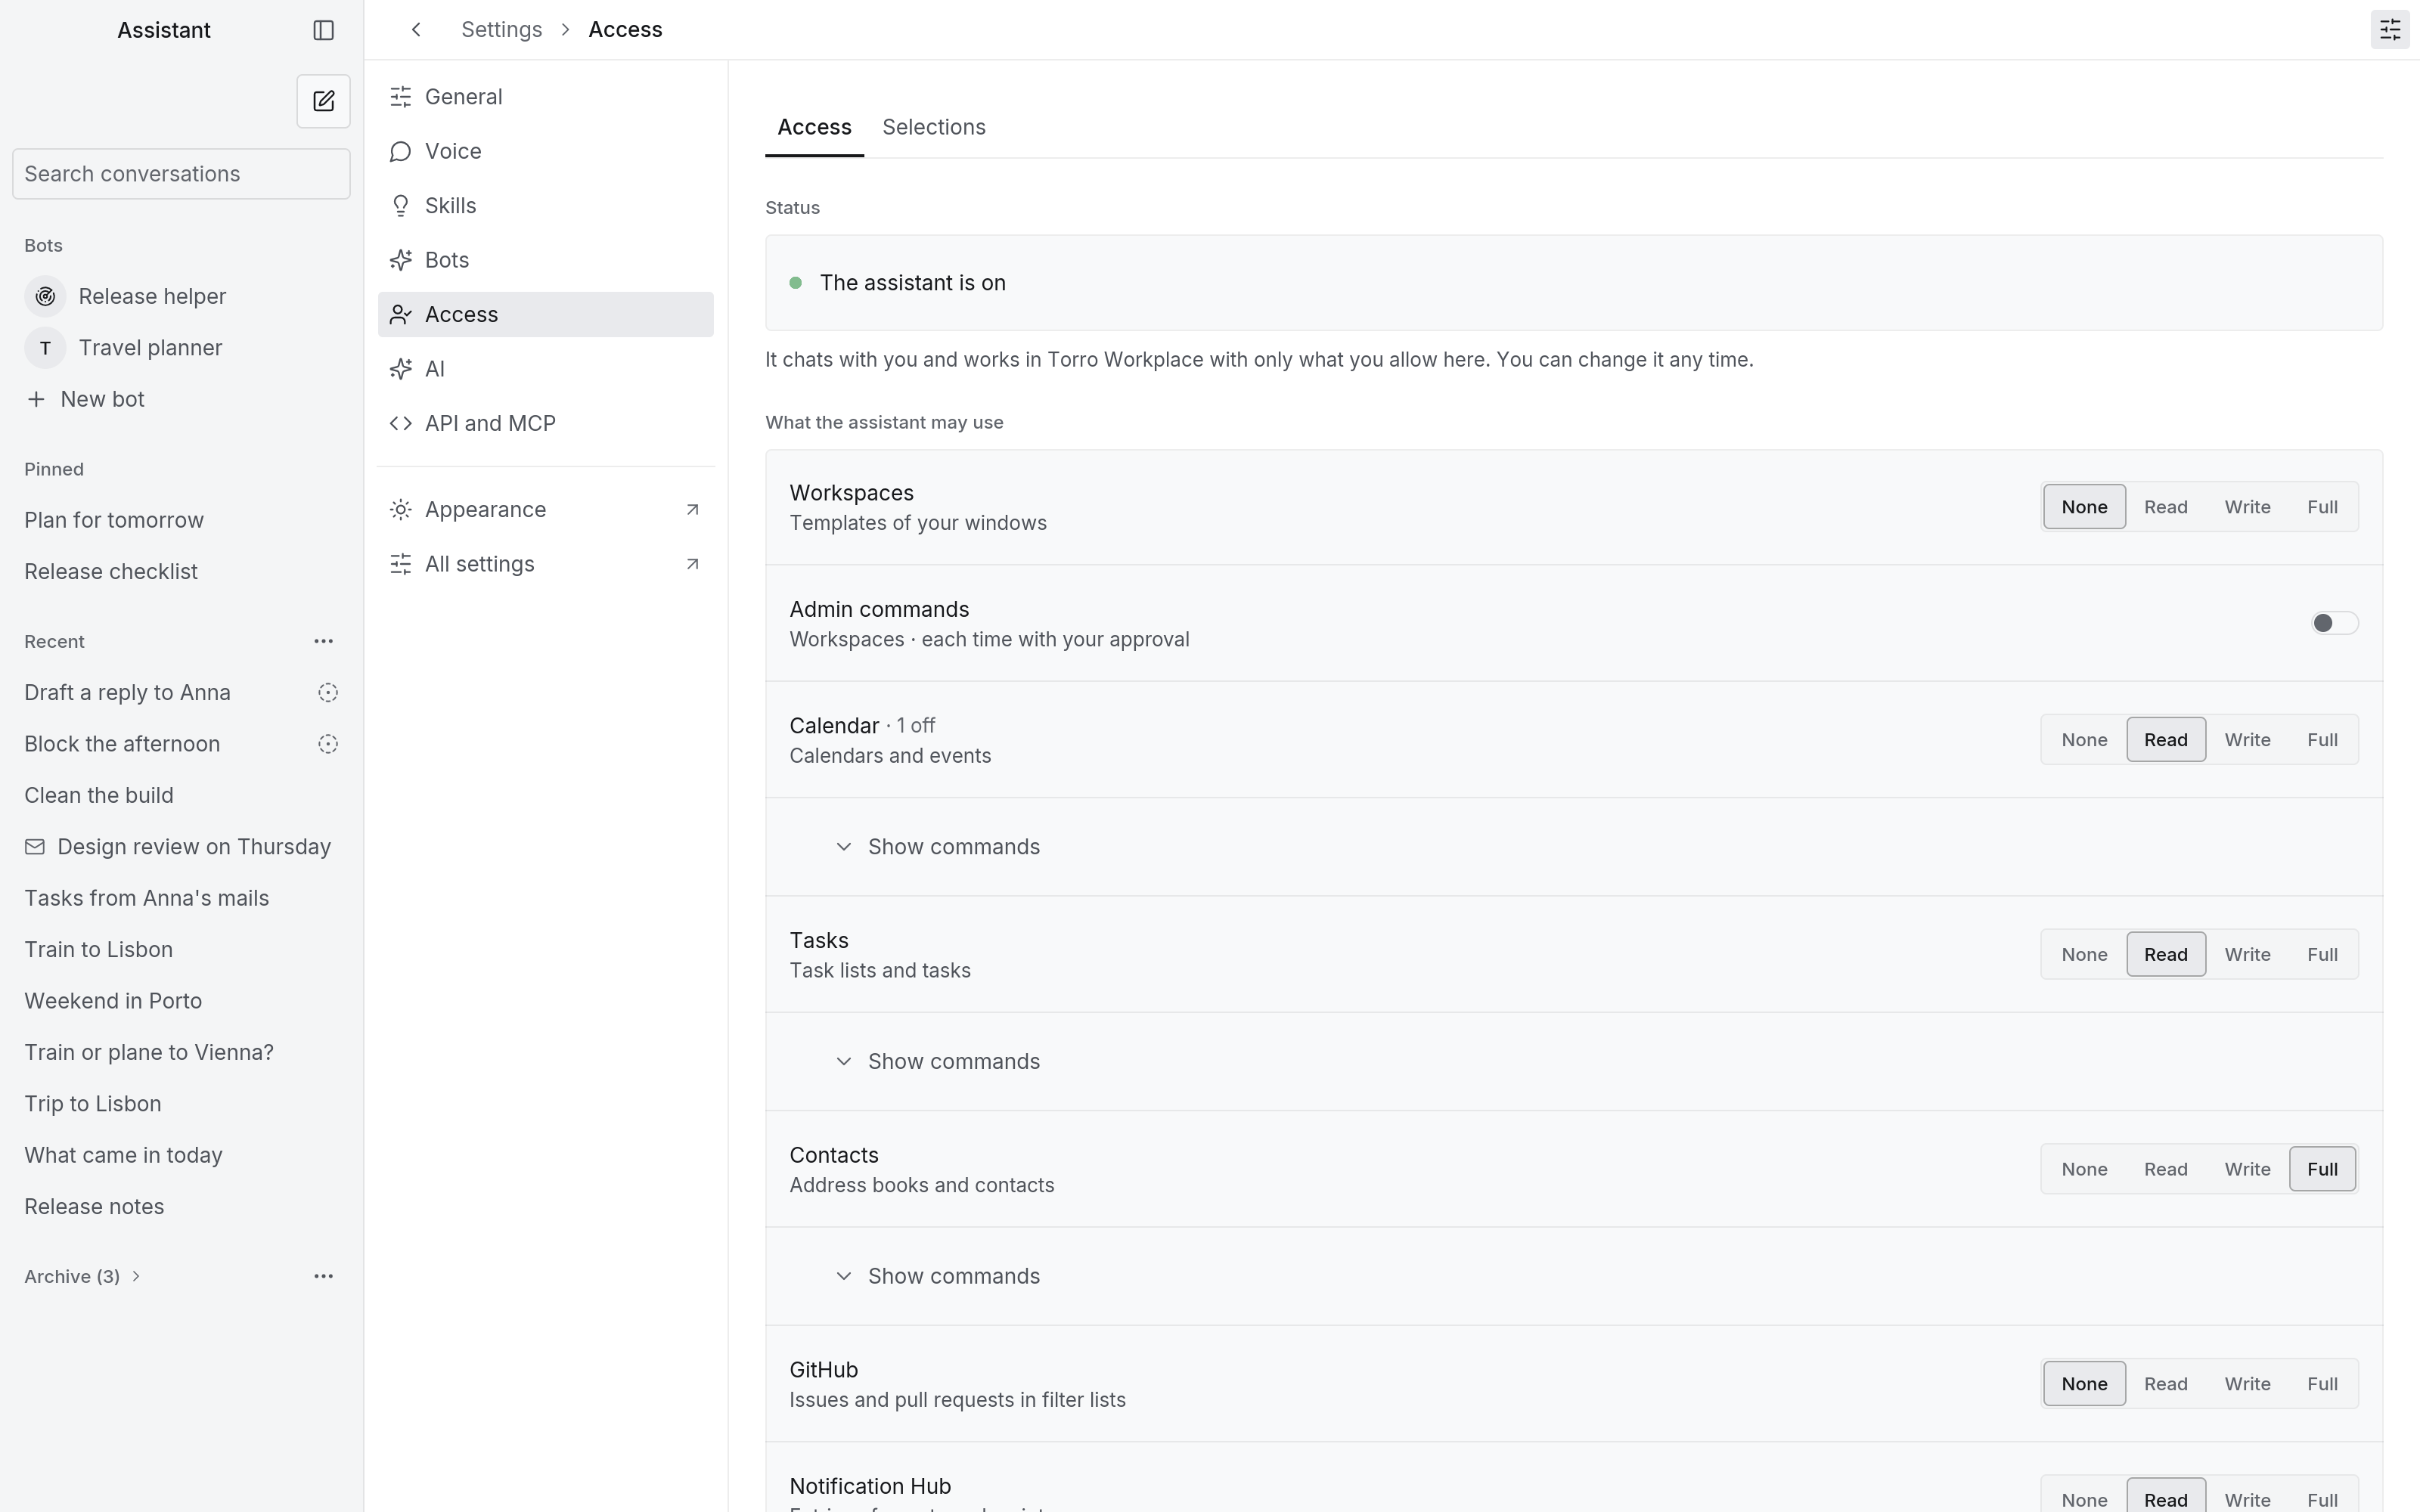 Assistant
Search conversations
Bots
Release helper
T Travel planner
New bot
Pinned
Plan for tomorrow
Release checklist
Recent
Draft a reply to Anna
Block the afternoon
Clean the build
Design review on Thursday
Tasks from Anna's mails
Train to Lisbon
Weekend in Porto
Train or plane to Vienna?
Trip to Lisbon
What came in today
Release notes
Archive (3)
Settings > Access
General
Voice
Skills
Bots
Access
AI
API and MCP
Appearance
All settings
Access Selections
Status
The assistant is on
It chats with you and works in Torro Workplace with only what you allow here. You can change it any time.
What the assistant may use
Workspaces
Templates of your windows
None Read Write Full
Admin commands
Workspaces · each time with your approval
Calendar · 1 off
Calendars and events
None Read Write Full
Show commands
Tasks
Task lists and tasks
None Read Write Full
Show commands
Contacts
Address books and contacts
None Read Write Full
Show commands
GitHub
Issues and pull requests in filter lists
None Read Write Full
Notification Hub
None Read Write Full